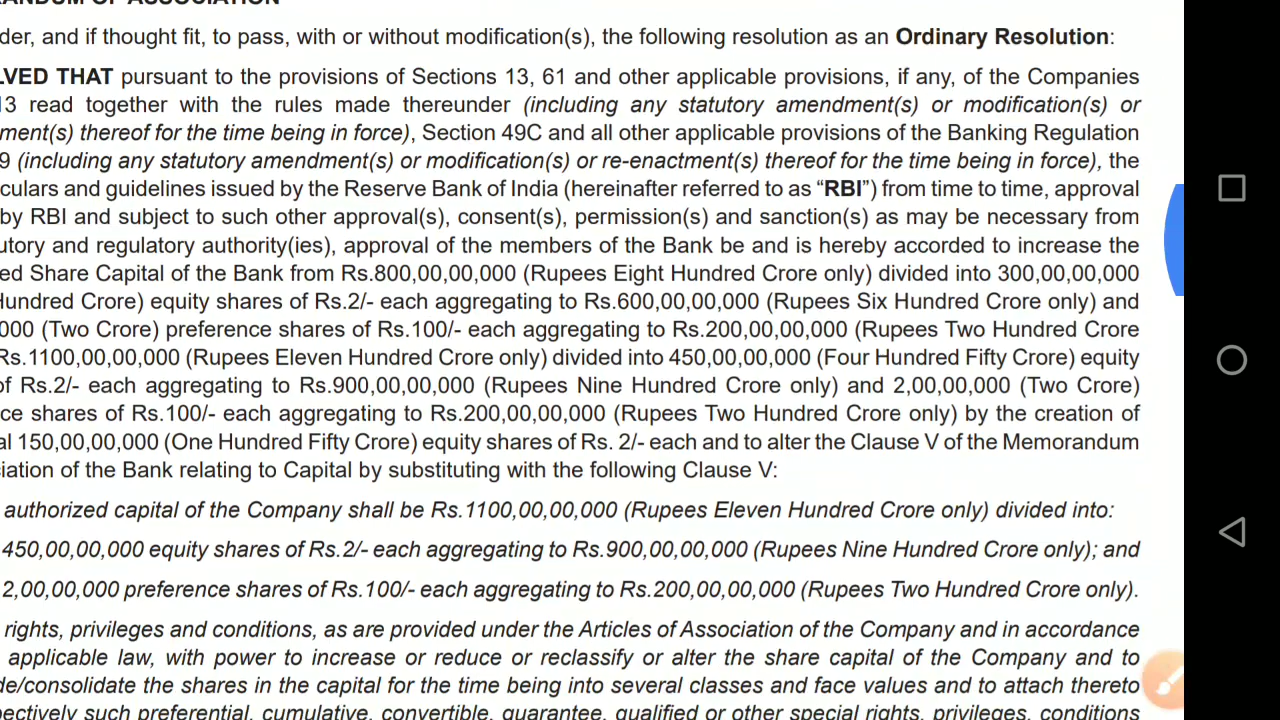 RANDUM OF ASSOCIATION
der, and if thought fit, to pass, with or without modification(s), the following resolution as an Ordinary Resolution:
LVED THAT pursuant to the provisions of Sections 13, 61 and other applicable provisions, if any, of the Companies
13 read together with the rules made thereunder (including any statutory amendment(s) or modification(s) or
ment(s) thereof for the time being in force), Section 49C and all other applicable provisions of the Banking Regulation
9 (including any statutory amendment(s) or modification(s) or re-enactment(s) thereof for the time being in force), the
culars and guidelines issued by the Reserve Bank of India (hereinafter referred to as “RBI”) from time to time, approval
by RBI and subject to such other approval(s), consent(s), permission(s) and sanction(s) as may be necessary from
utory and regulatory authority(ies), approval of the members of the Bank be and is hereby accorded to increase the
ed Share Capital of the Bank from Rs.800,00,00,000 (Rupees Eight Hundred Crore only) divided into 300,00,00,000
Hundred Crore) equity shares of Rs.2/- each aggregating to Rs.600,00,00,000 (Rupees Six Hundred Crore only) and
000 (Two Crore) preference shares of Rs.100/- each aggregating to Rs.200,00,00,000 (Rupees Two Hundred Crore
Rs.1100,00,00,000 (Rupees Eleven Hundred Crore only) divided into 450,00,00,000 (Four Hundred Fifty Crore) equity
of Rs.2/- each aggregating to Rs.900,00,00,000 (Rupees Nine Hundred Crore only) and 2,00,00,000 (Two Crore)
ce shares of Rs.100/- each aggregating to Rs.200,00,00,000 (Rupees Two Hundred Crore only) by the creation of
al 150,00,00,000 (One Hundred Fifty Crore) equity shares of Rs. 2/- each and to alter the Clause V of the Memorandum
iation of the Bank relating to Capital by substituting with the following Clause V:
authorized capital of the Company shall be Rs.1100,00,00,000 (Rupees Eleven Hundred Crore only) divided into:
450,00,00,000 equity shares of Rs.2/- each aggregating to Rs.900,00,00,000 (Rupees Nine Hundred Crore only); and
2,00,00,000 preference shares of Rs.100/- each aggregating to Rs.200,00,00,000 (Rupees Two Hundred Crore only).
rights, privileges and conditions, as are provided under the Articles of Association of the Company and in accordance
applicable law, with power to increase or reduce or reclassify or alter the share capital of the Company and to
de/consolidate the shares in the capital for the time being into several classes and face values and to attach thereto
pectively such preferential, cumulative, convertible, guarantee, qualified or other special rights, privileges, conditions